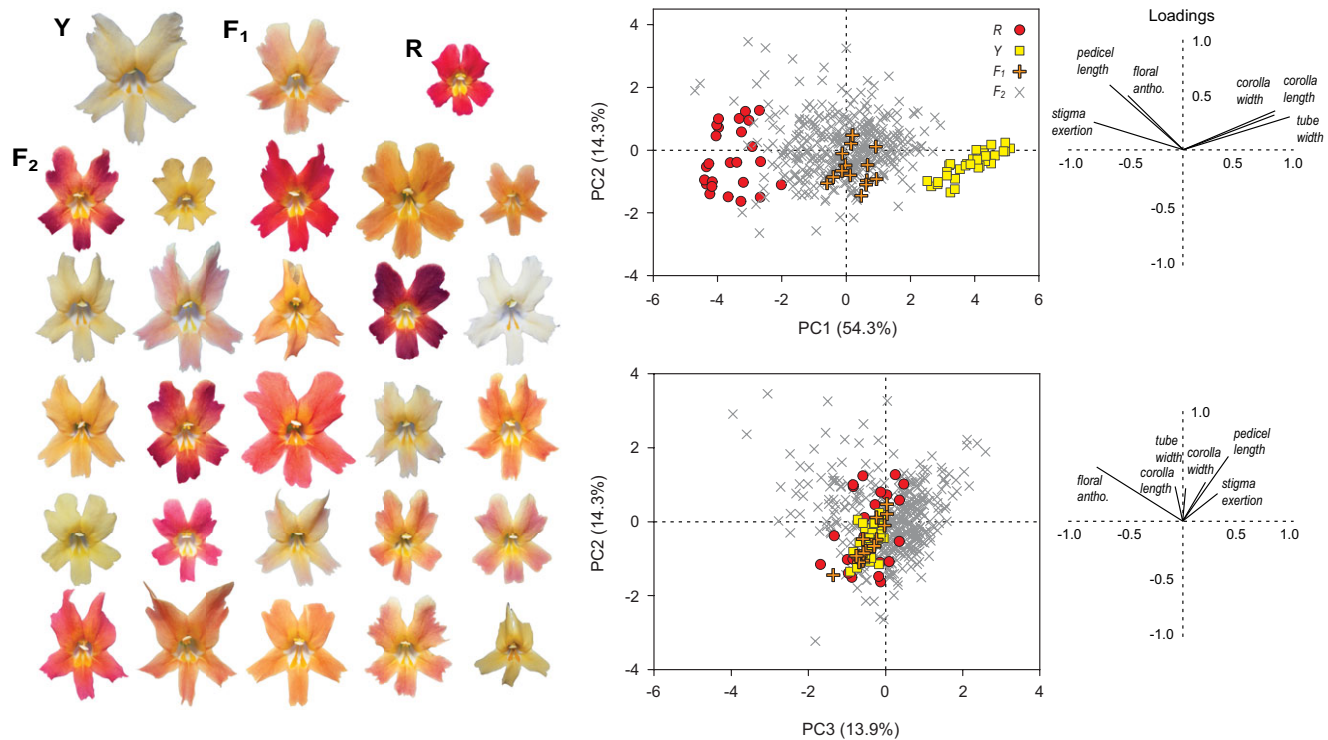 Y
F1
R
F2
4
2
0
-2
-4
PC2 (14.3%)
-6
-4
-2
0
2
4
6
PC1 (54.3%)
R
Y
F1
F2
Loadings
1.0
pedicel
length
floral
antho.
0.5
corolla
width
corolla
length
stigma
exertion
tube
width
-1.0
-0.5
0.5
1.0
-0.5
-1.0
4
2
0
-2
-4
PC2 (14.3%)
-6
-4
-2
0
2
4
PC3 (13.9%)
1.0
tube
width
pedicel
length
corolla
width
corolla
length
floral
antho.
stigma
exertion
-1.0
-0.5
0.5
1.0
-0.5
-1.0